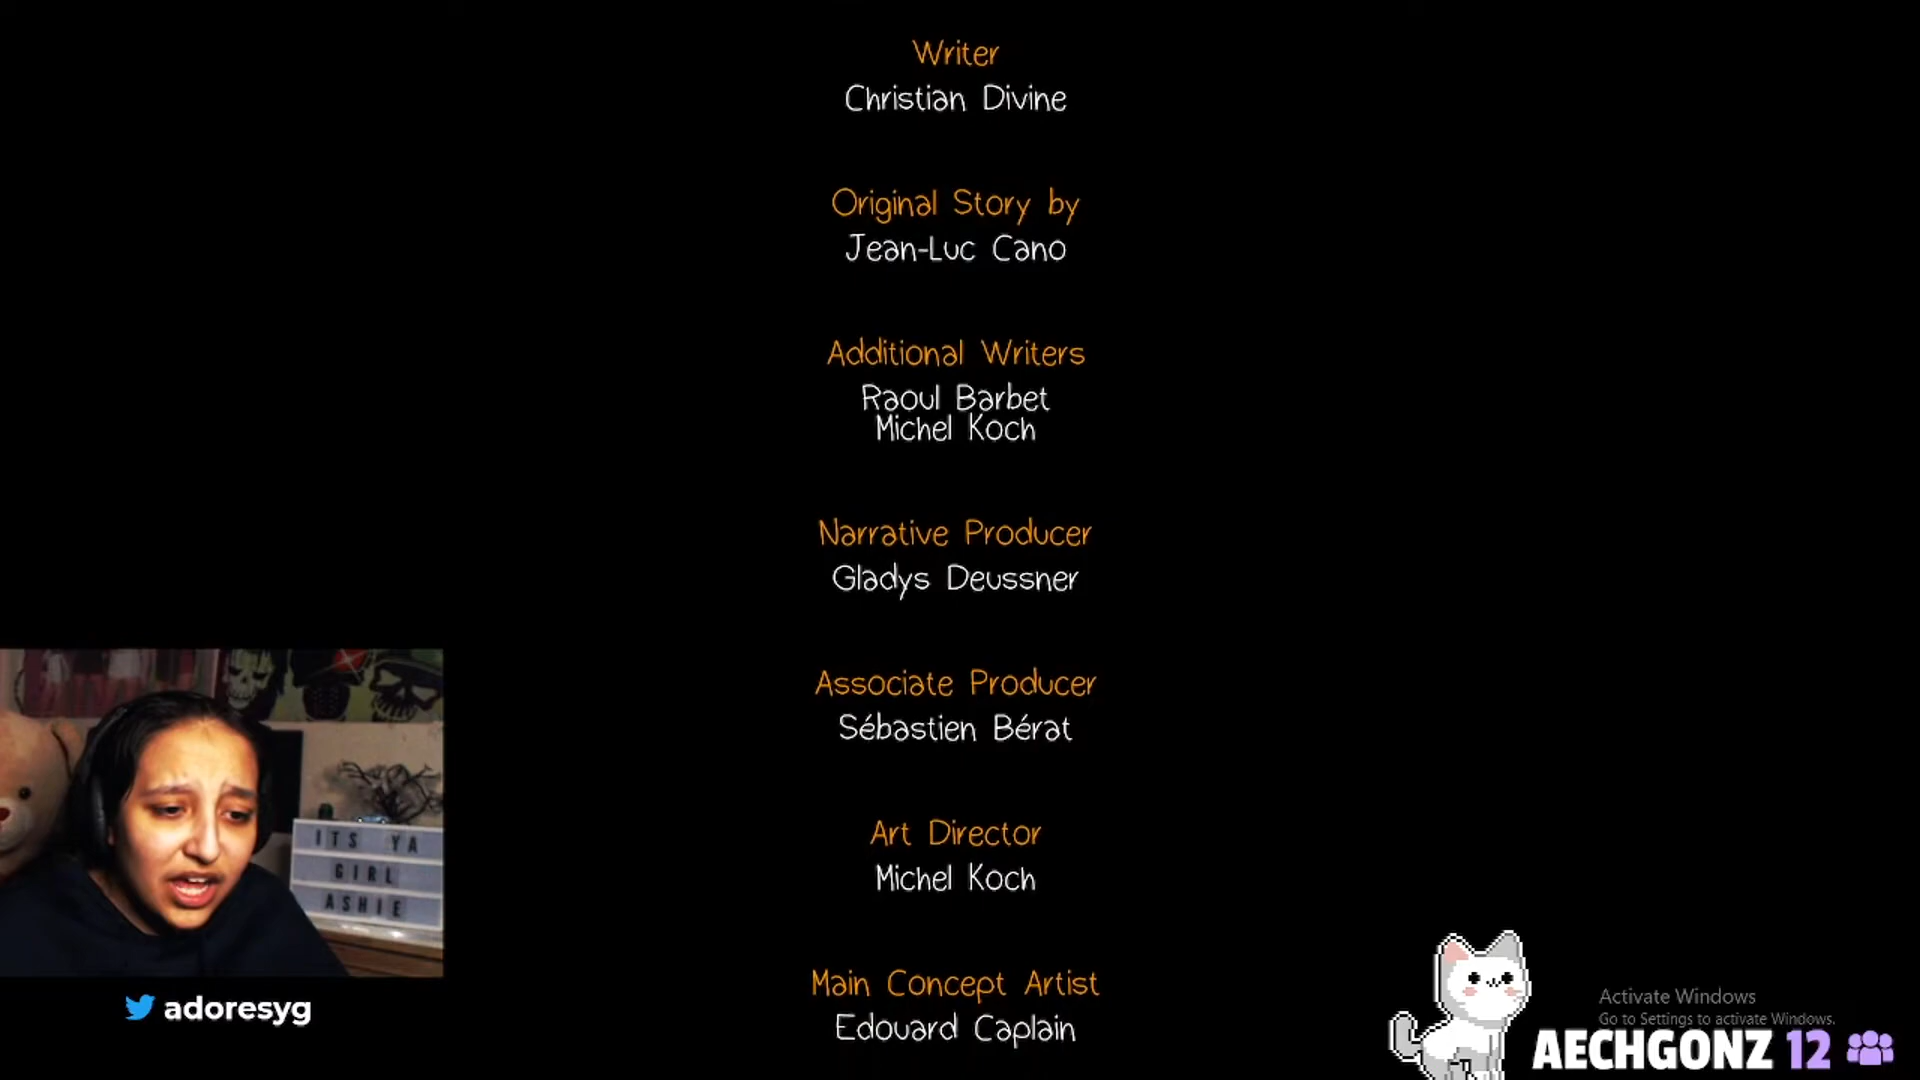 Writer
Christian Divine
Original Story by
Jean-Luc Cano
Additional Writers
Raoul Barbet
Michel Koch
Narrative Producer
Gladys Deussner
Associate Producer
Sébastien Bérat
Art Director
Michel Koch
Main Concept Artist
Edouard Caplain
ITS YA
GIRL
ASHIE
adoresyg
Activate Windows
Go to Settings to activate Windows.
AECHGONZ 12